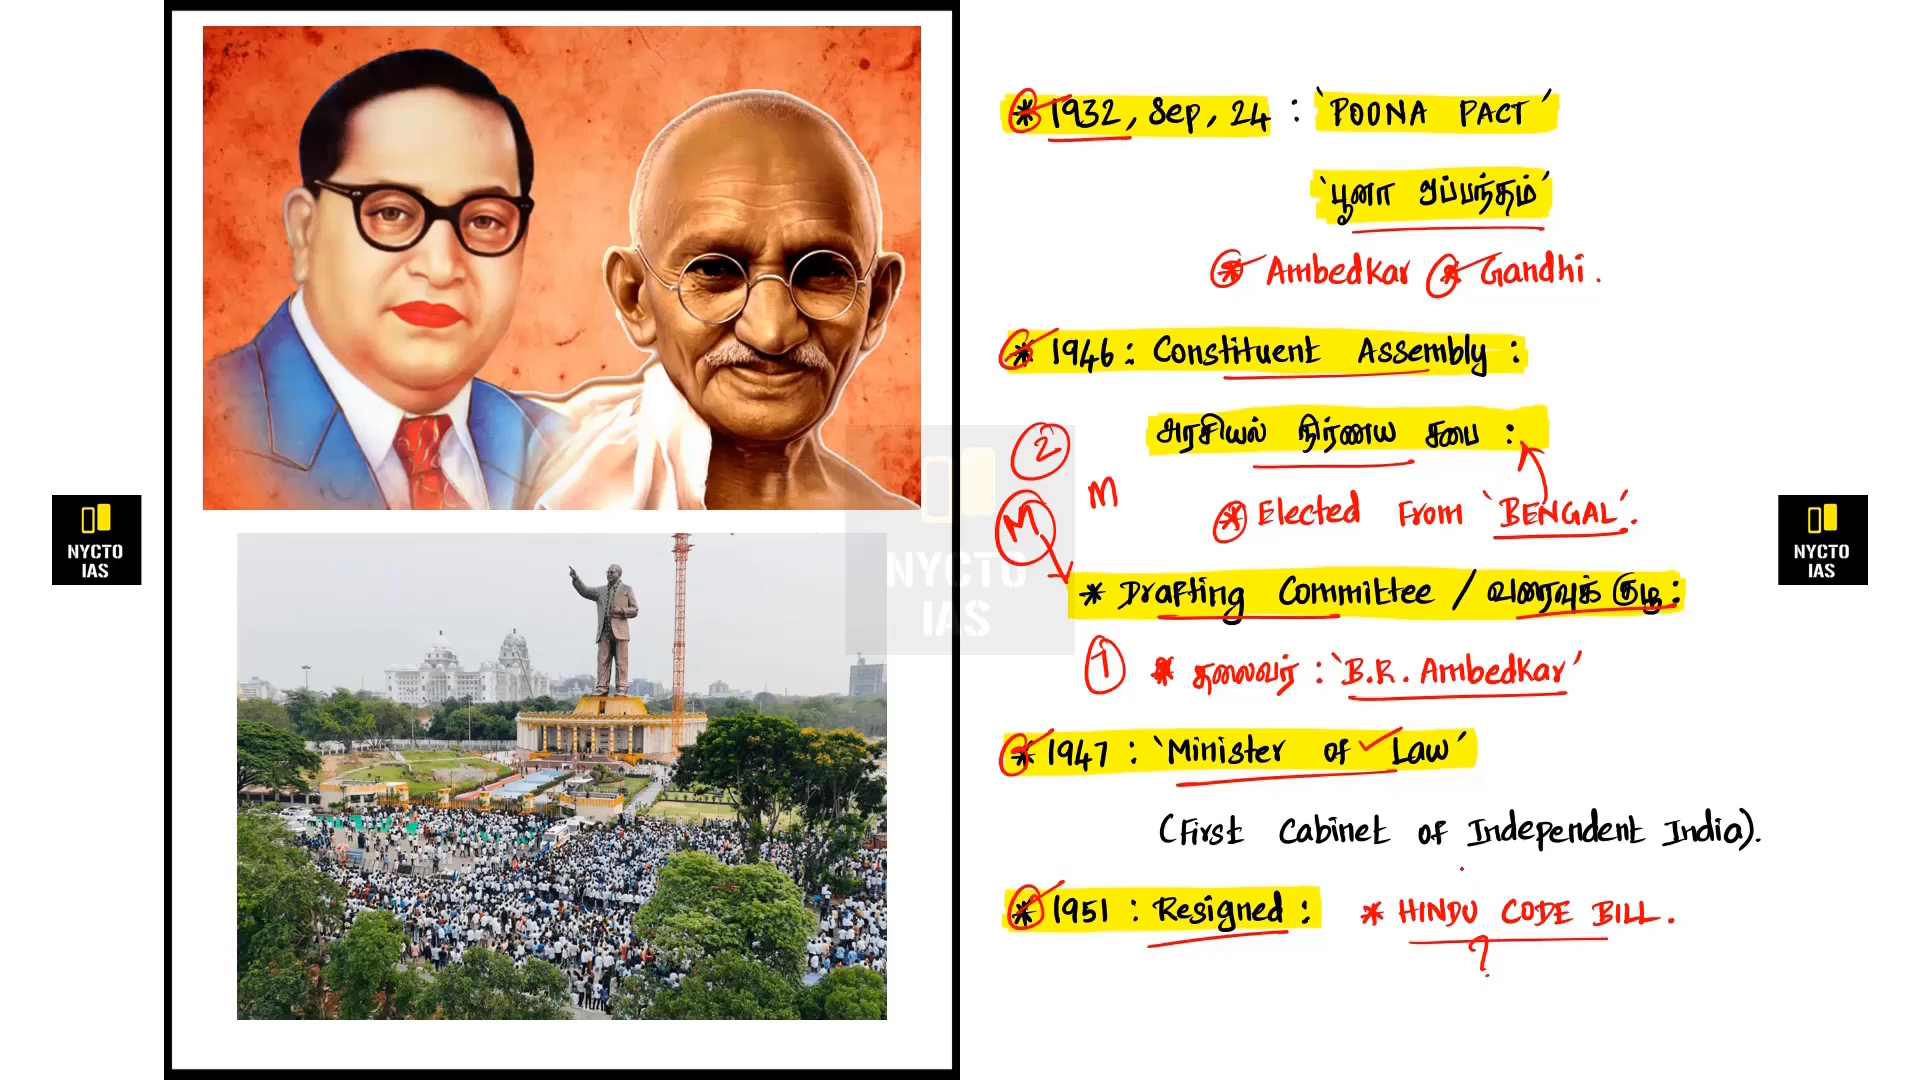 * 1932, Sep, 24 : 'POONA PACT'
'பூனா ஒப்பந்தம்'
* Ambedkar * Gandhi.
* 1946 : Constituent Assembly :
அரசியல் நிர்ணய சபை :
2
M
M
* Elected From 'BENGAL'.
* Drafting Committee / வரைவுக் குழு :
1 * தலைவர் : 'B.R. Ambedkar'
* 1947 : 'Minister of Law'
(First Cabinet of Independent India).
* 1951 : Resigned : * HINDU CODE BILL.
?
NYCTO
IAS
NYCTO
IAS
NYCTO
IAS